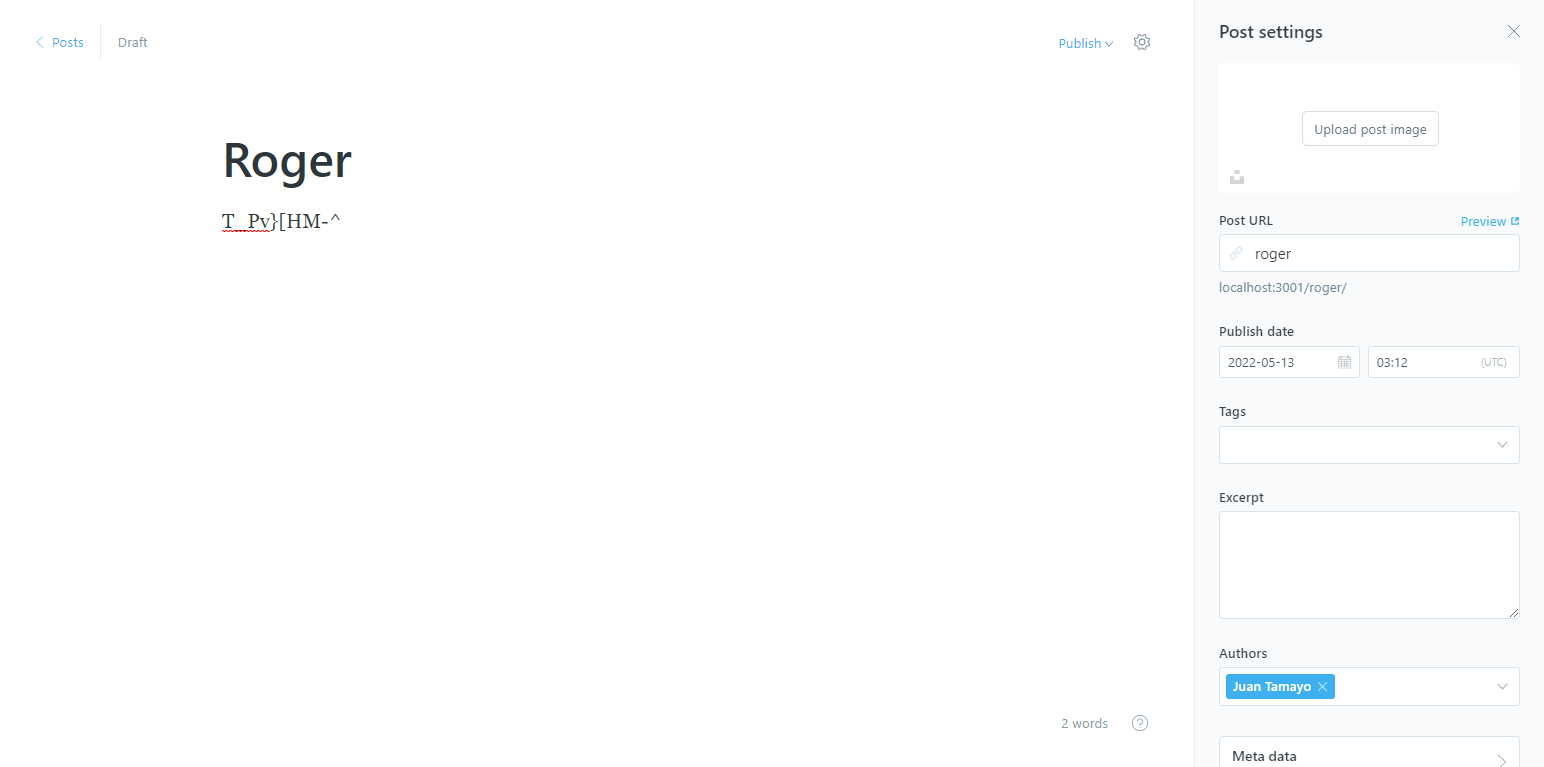 Posts
Draft
Publish
Roger
T_Pv}[HM-^
2 words
Post settings
Upload post image
Post URL
Preview
roger
localhost:3001/roger/
Publish date
2022-05-13
03:12
(UTC)
Tags
Excerpt
Authors
Juan Tamayo
Meta data